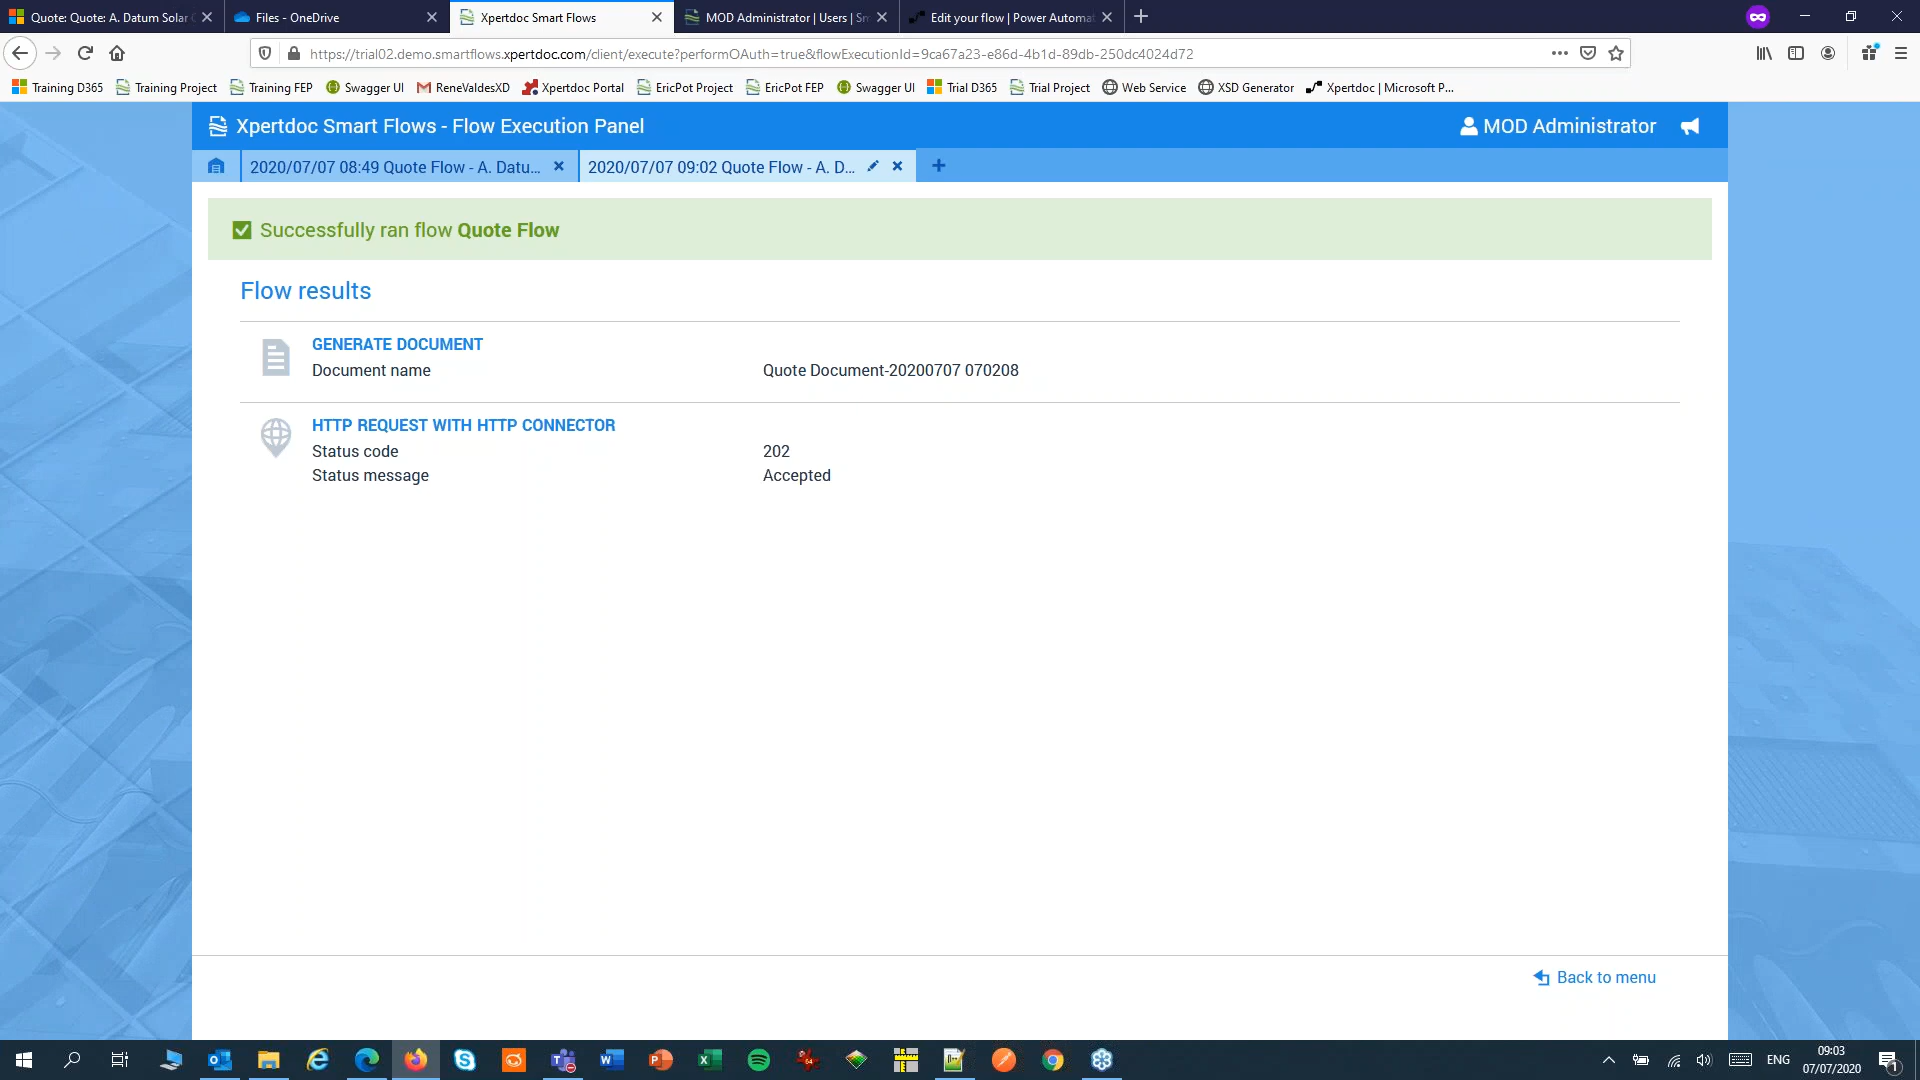 Quote: Quote: A. Datum Solar
Files - OneDrive
Xpertdoc Smart Flows
MOD Administrator | Users | Sm
Edit your flow | Power Automat
https://trial02.demo.smartflows.xpertdoc.com/client/execute?performOAuth=true&flowExecutionId=9ca67a23-e86d-4b1d-89db-250dc4024d72
Training D365 Training Project Training FEP Swagger UI ReneValdesXD Xpertdoc Portal EricPot Project EricPot FEP Swagger UI Trial D365 Trial Project Web Service XSD Generator Xpertdoc | Microsoft P...
Xpertdoc Smart Flows - Flow Execution Panel
MOD Administrator
2020/07/07 08:49 Quote Flow - A. Datu...
2020/07/07 09:02 Quote Flow - A. D...
Successfully ran flow Quote Flow
Flow results
GENERATE DOCUMENT
Document name Quote Document-20200707 070208
HTTP REQUEST WITH HTTP CONNECTOR
Status code 202
Status message Accepted
Back to menu
ENG
09:03
07/07/2020
1